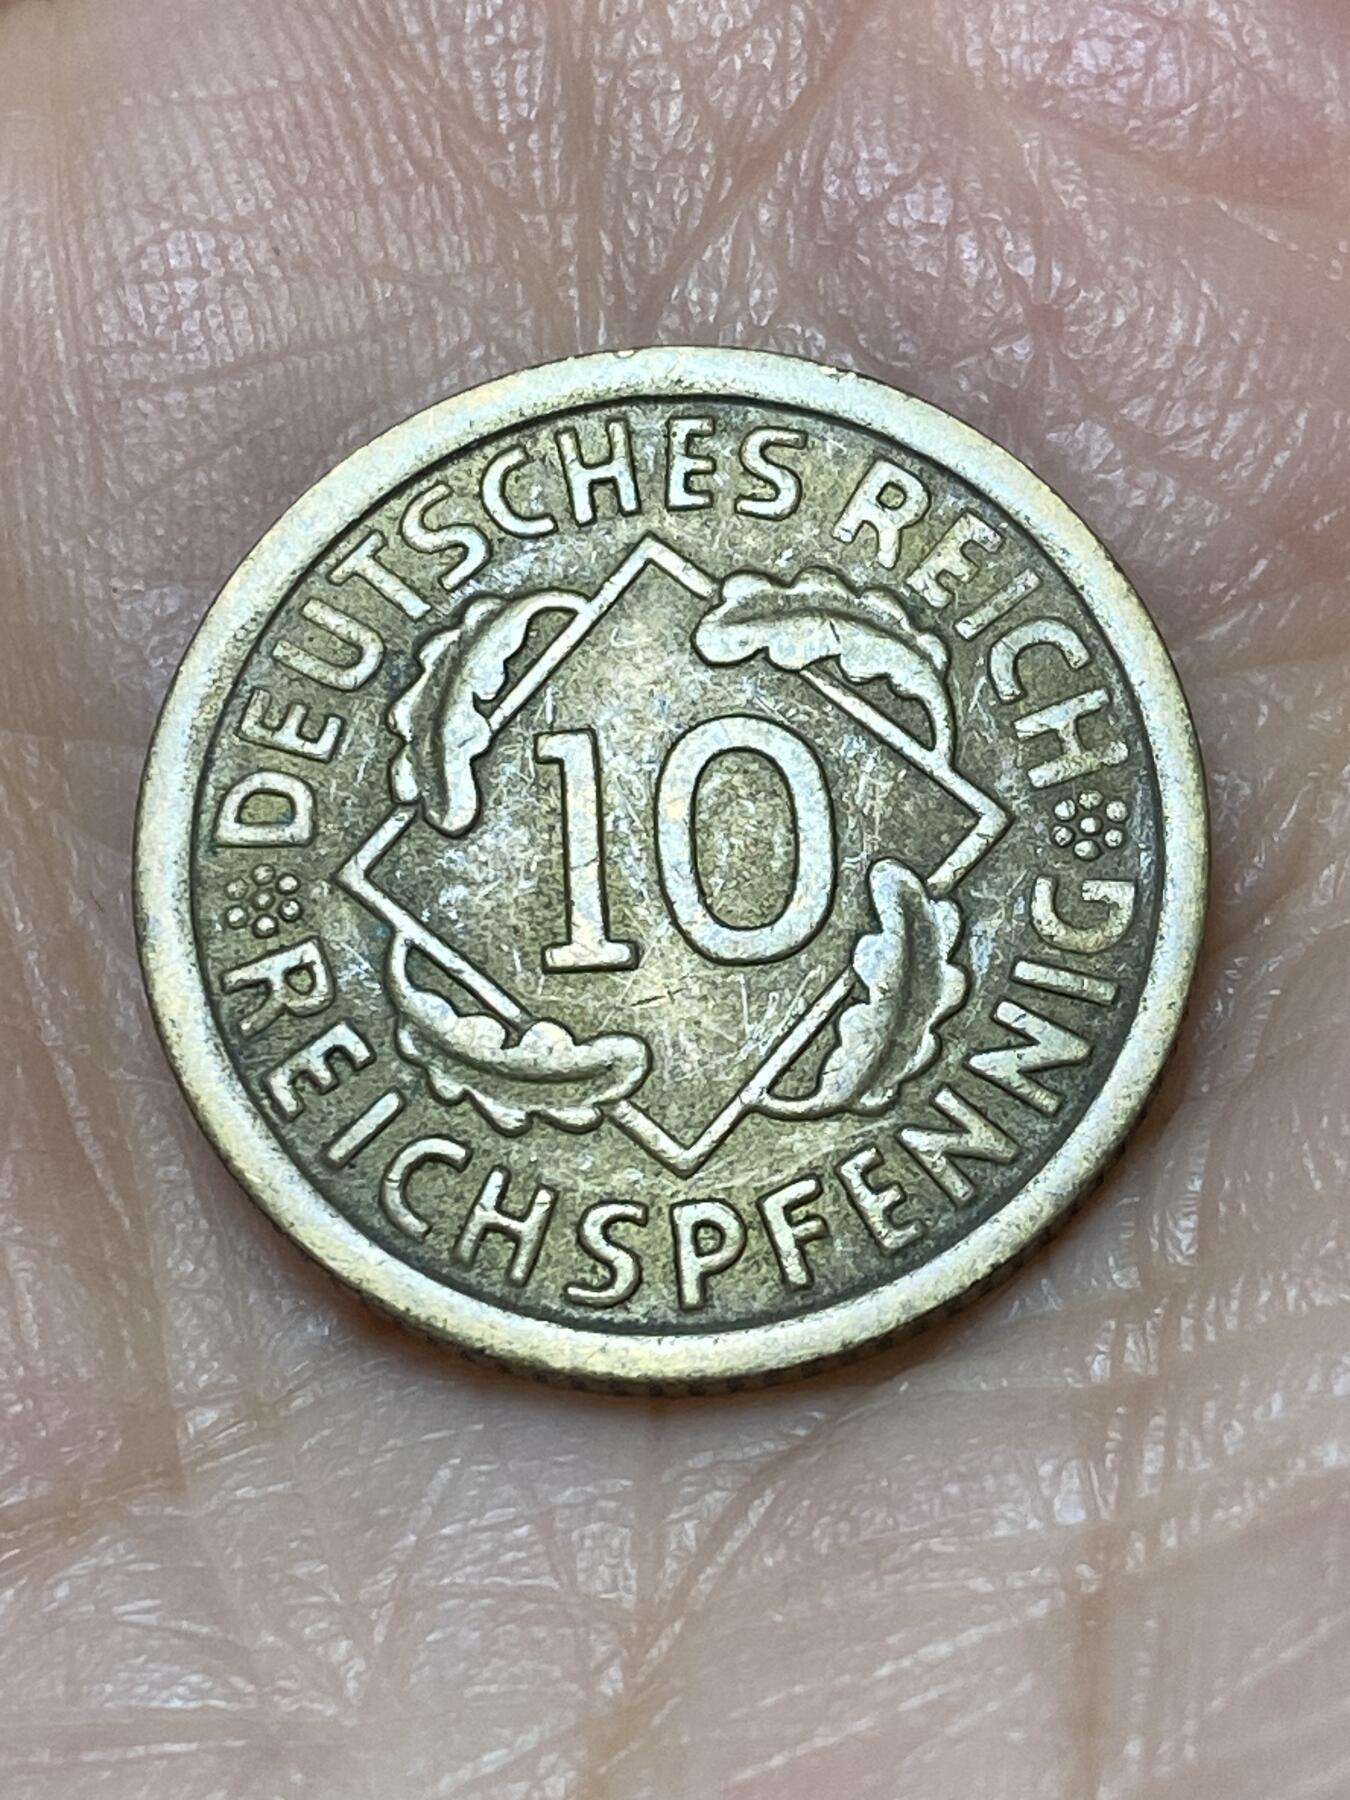 DEUTSCHES REICH
10
REICHSPFENNIG